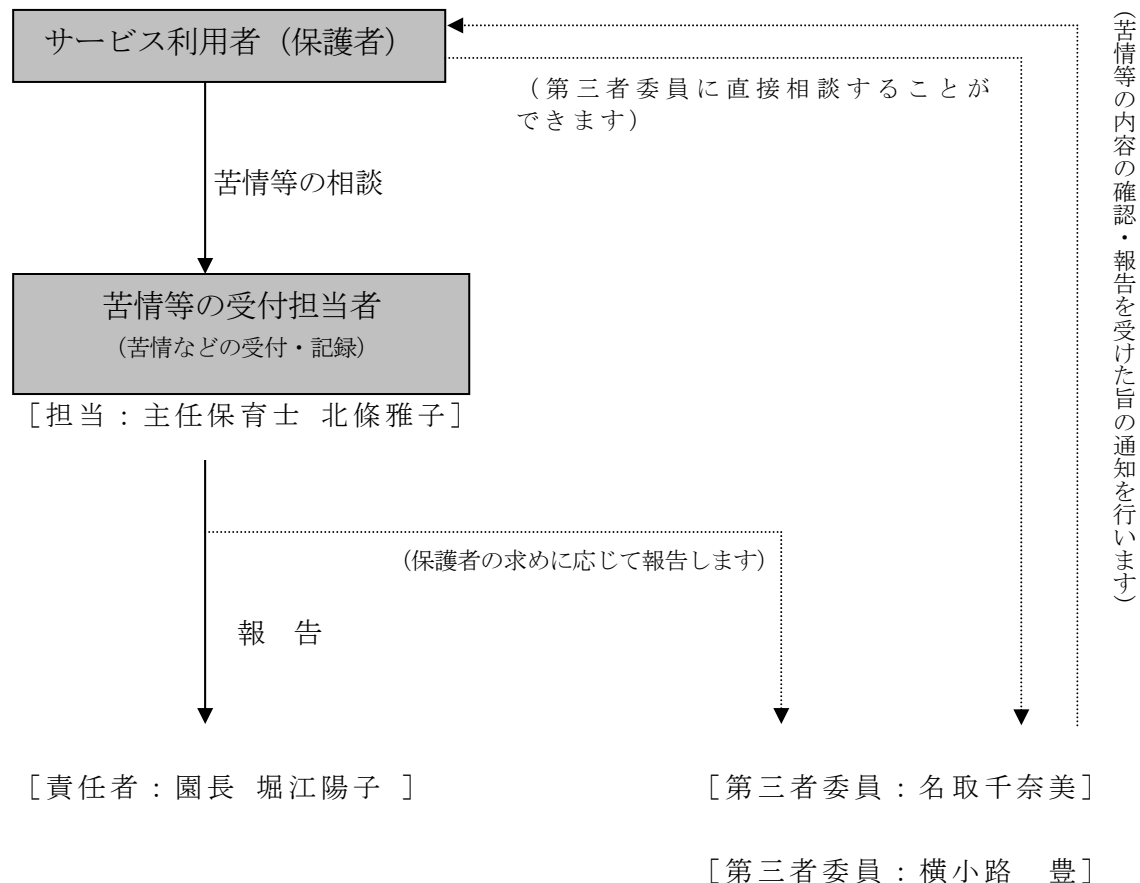 サービス利用者（保護者）
（第三者委員に直接相談することが
できます）
苦情等の相談
苦情等の受付担当者
（苦情などの受付・記録）
［担当：主任保育士 北條雅子］
（保護者の求めに応じて報告します）
報　告
［責任者：園長 堀江陽子 ］
［第三者委員：名取千奈美］
［第三者委員：横小路　豊］
（苦情等の内容の確認・報告を受けた旨の通知を行います）